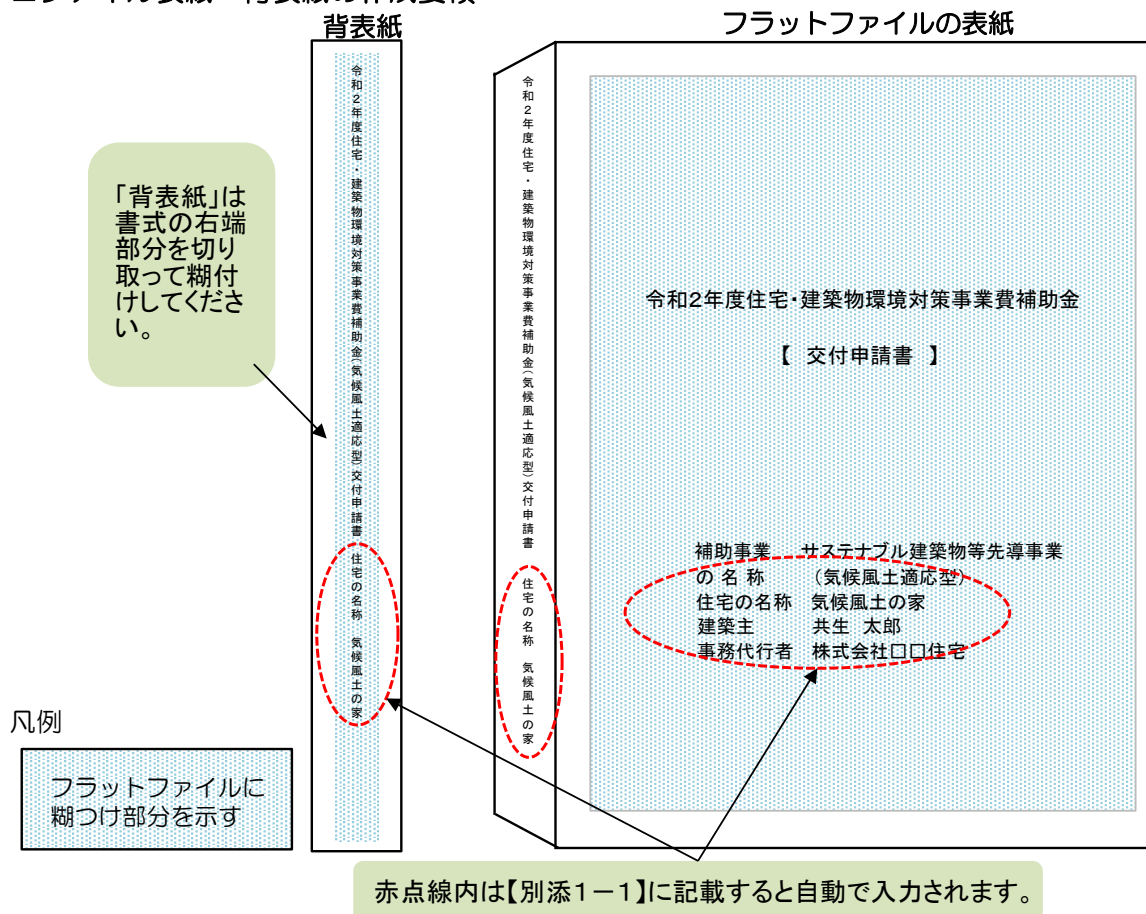 背表紙
フラットファイルの表紙
令和2年度住宅・建築物環境対策事業費補助金(気候風土適応型)交付申請書 住宅の名称 気候風土の家
令和2年度住宅・建築物環境対策事業費補助金(気候風土適応型)交付申請書 住宅の名称 気候風土の家
「背表紙」は
書式の右端
部分を切り
取って糊付
けしてくださ
い。
令和2年度住宅・建築物環境対策事業費補助金
【 交付申請書 】
補助事業 サステナブル建築物等先導事業
の 名 称 (気候風土適応型)
住宅の名称 気候風土の家
建築主 共生 太郎
事務代行者 株式会社口口住宅
凡例
フラットファイルに
糊つけ部分を示す
赤点線内は【別添1-1】に記載すると自動で入力されます。